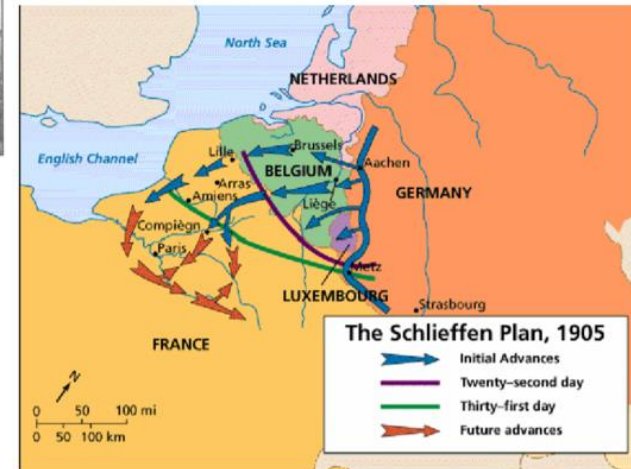 North Sea
NETHERLANDS
English Channel
Lille
Brussels
BELGIUM
Aachen
Arras
Amiens
Liège
GERMANY
Compiègn
Paris
Metz
LUXEMBOURG
Strasbourg
FRANCE
The Schlieffen Plan, 1905
Initial Advances
Twenty-second day
Thirty-first day
Future advances
N
0 50 100 mi
0 50 100 km